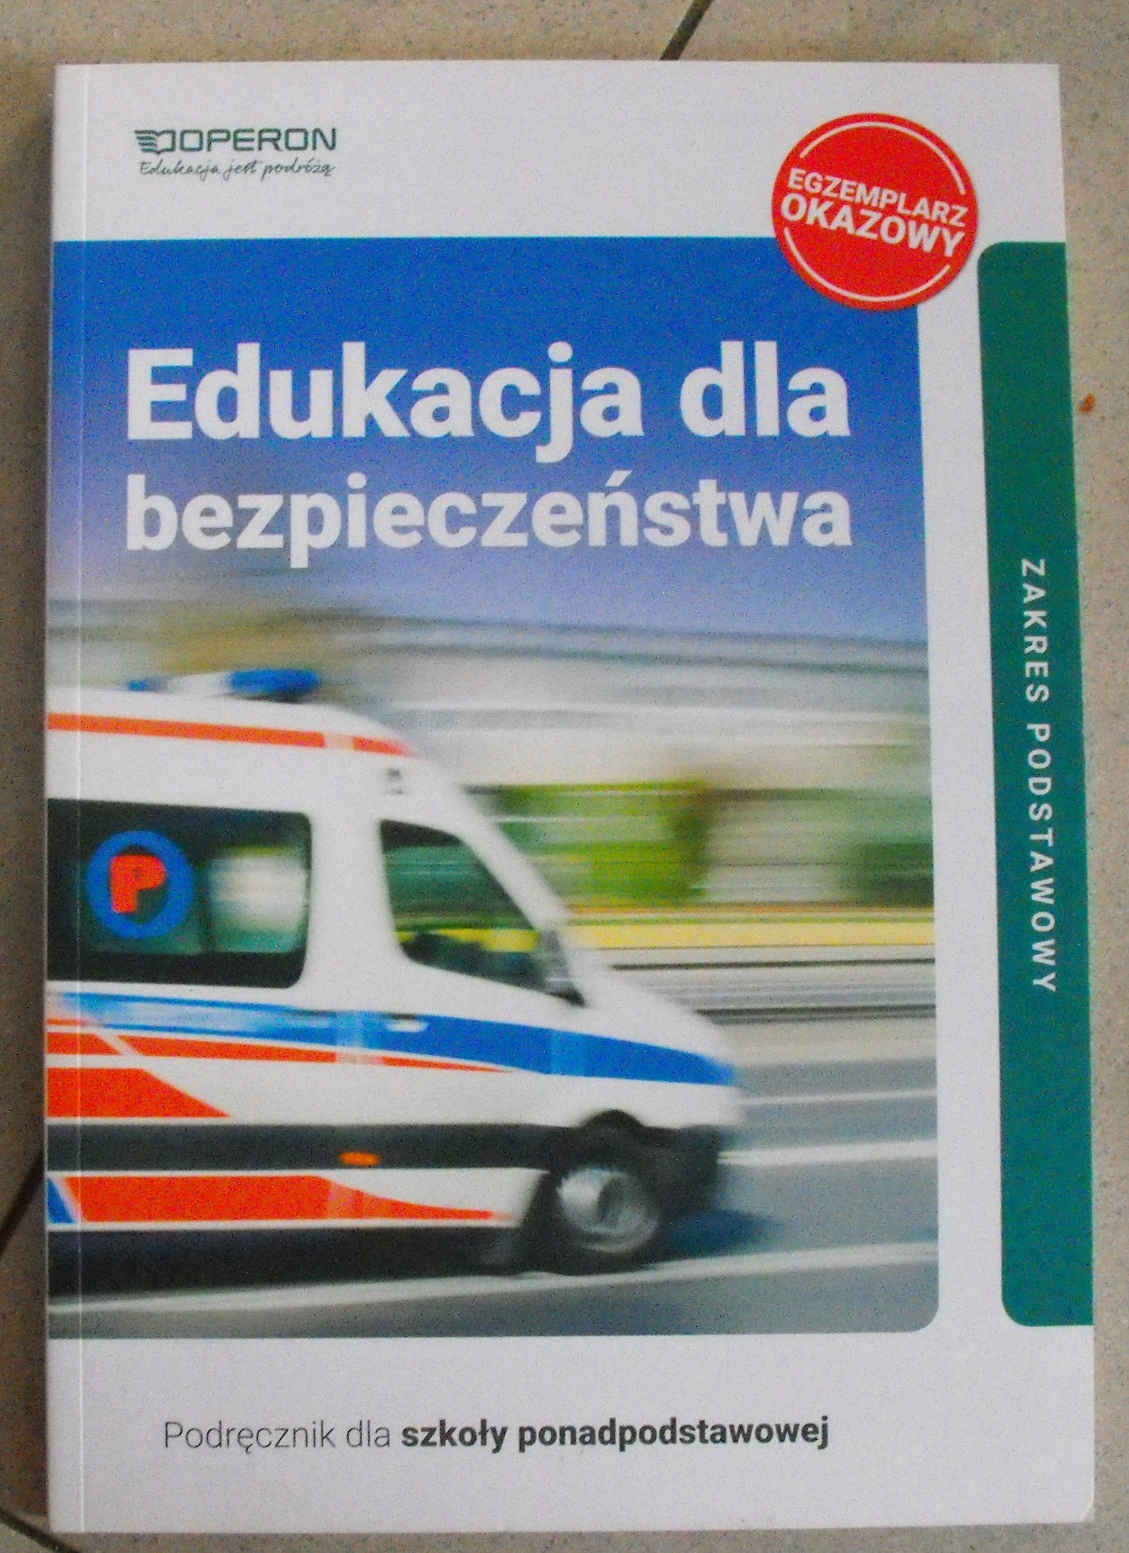 OPERON
Edukacja jest podróżą
EGZEMPLARZ
OKAZOWY
Edukacja dla
bezpieczeństwa
ZAKRES PODSTAWOWY
P
Podręcznik dla szkoły ponadpodstawowej